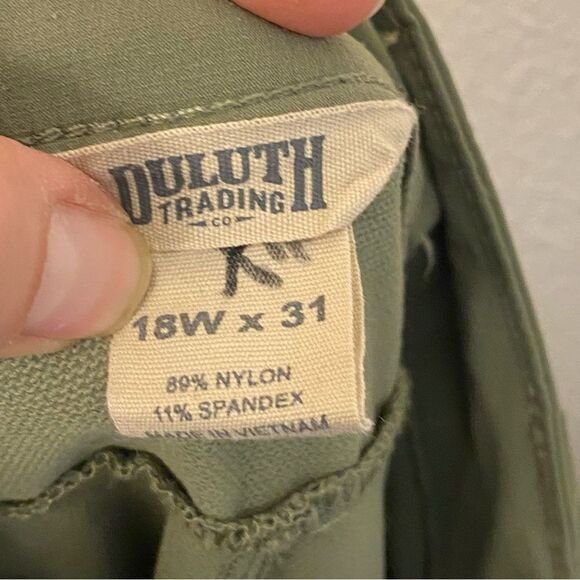 DULUTH
TRADING
CO
18W x 31
89% NYLON
11% SPANDEX
MADE IN VIETNAM